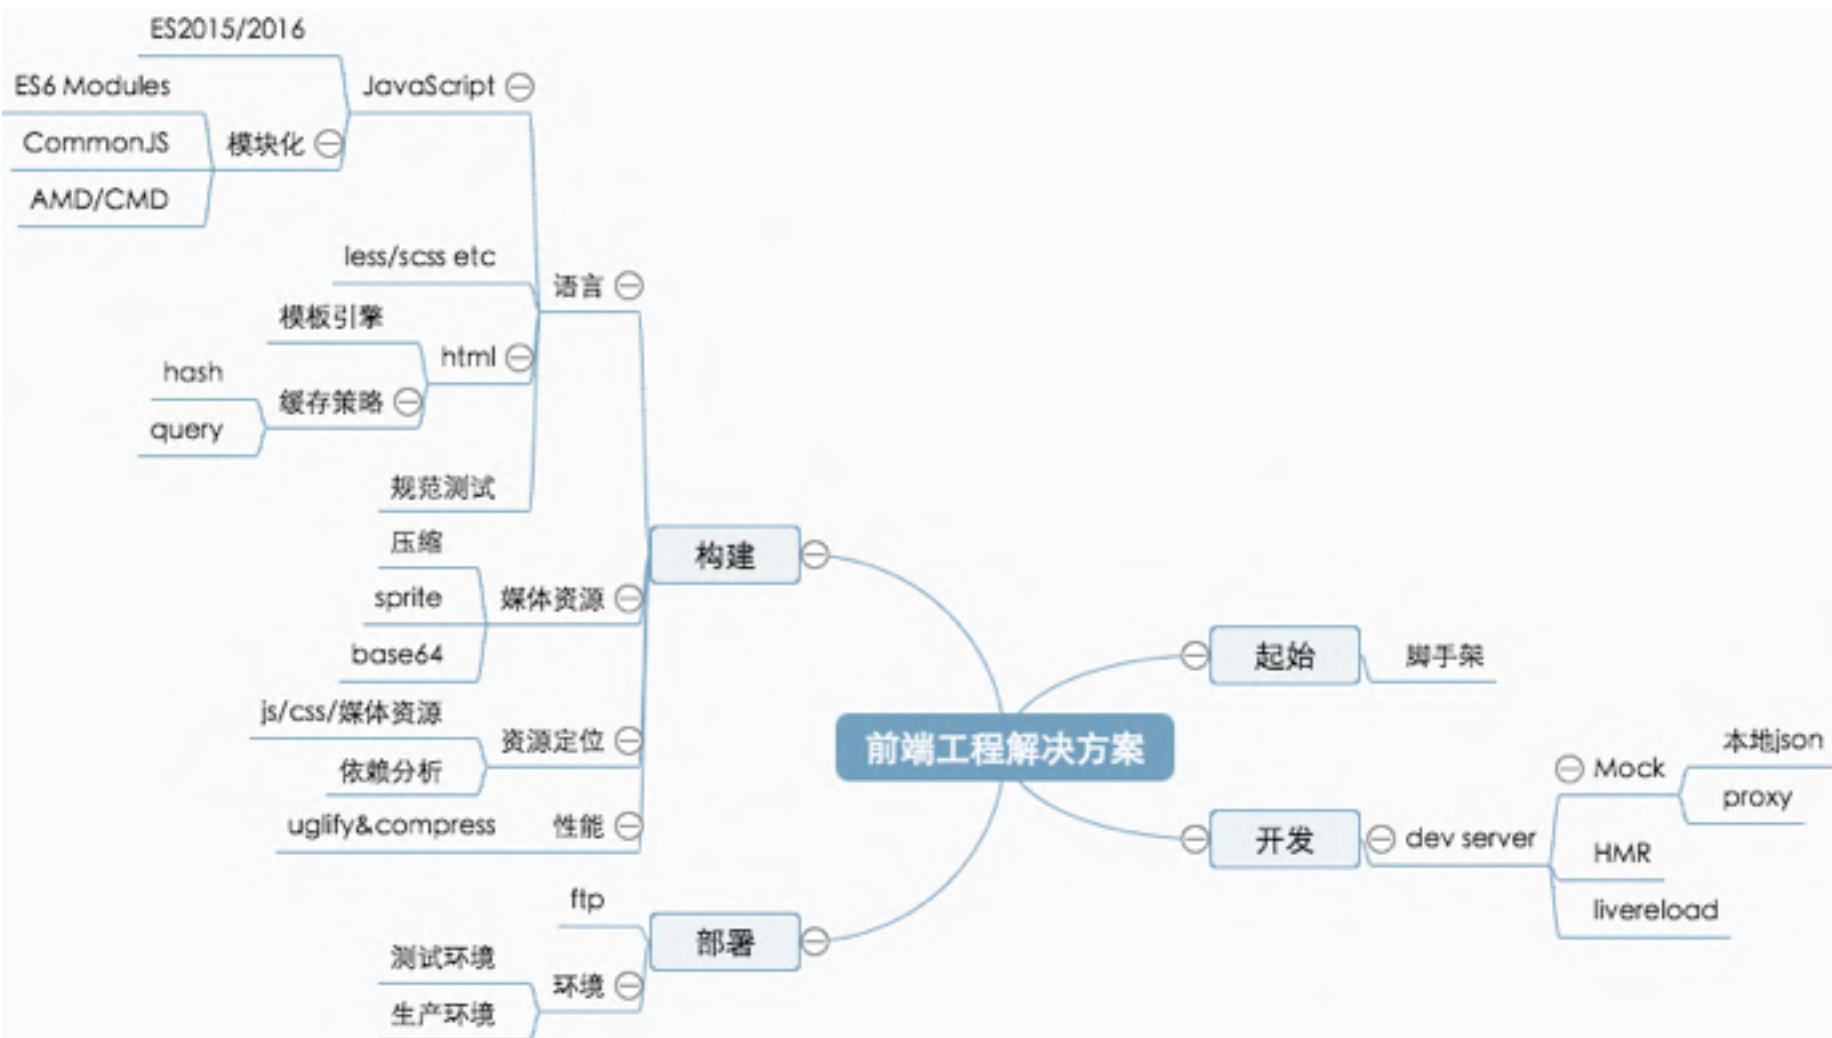 ES2015/2016
ES6 Modules
JavaScript
CommonJS
模块化
AMD/CMD
less/scss etc
语言
模板引擎
html
hash
缓存策略
query
规范测试
压缩
构建
sprite
媒体资源
base64
js/css/媒体资源
资源定位
依赖分析
uglify&compress
性能
ftp
部署
测试环境
环境
生产环境
前端工程解决方案
起始
脚手架
开发
dev server
Mock
本地json
proxy
HMR
livereload